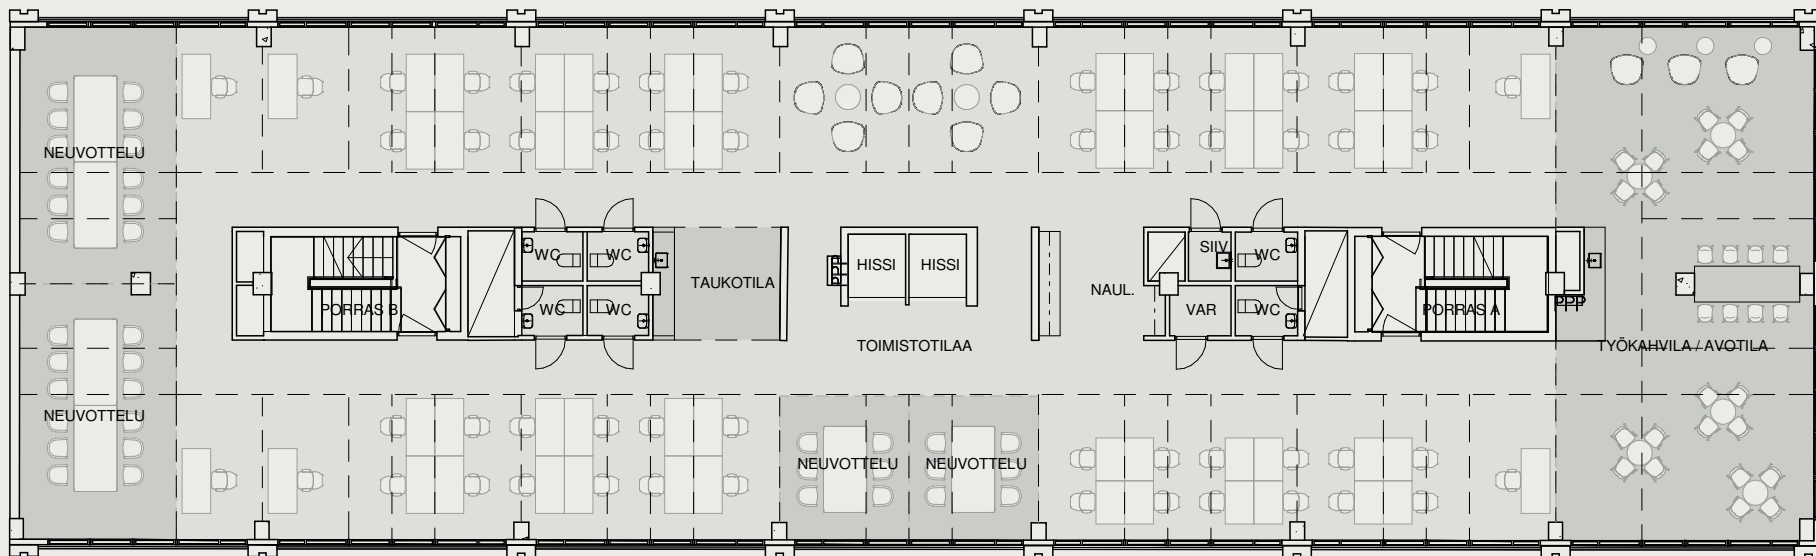 NEUVOTTELU
WC
WC
SIIV.
WC
HISSI
HISSI
TAUKOTILA
NAUL.
PORRAS B
WC
WC
VAR
WC
PORRAS A
PPP
TOIMISTOTILAA
TYÖKAHVILA / AVOTILA
NEUVOTTELU
NEUVOTTELU
NEUVOTTELU